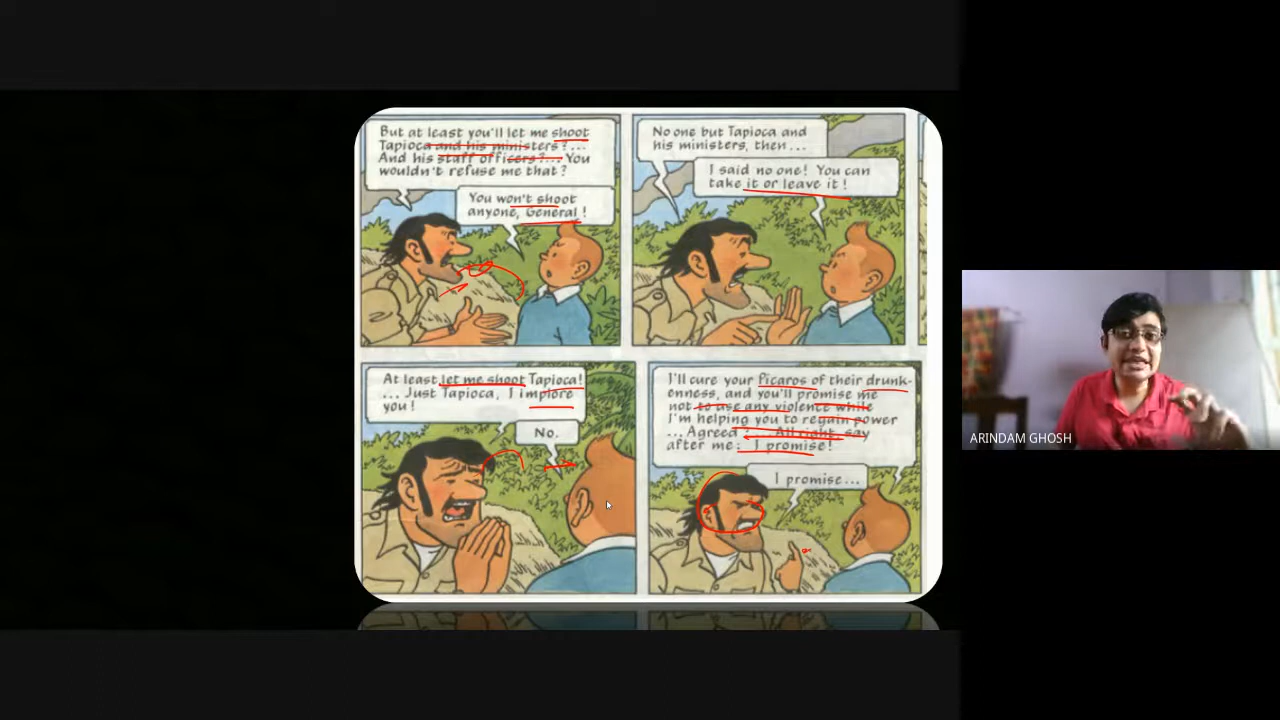 But at least you'll let me shoot
Tapioca and his ministers?...
And his staff officers?... You
wouldn't refuse me that?
You won't shoot
anyone, General!
No one but Tapioca and
his ministers, then...
I said no one! You can
take it or leave it!
At least let me shoot Tapioca!
... Just Tapioca, I implore
you!
No.
I'll cure your Picaros of their drunk-
enness, and you'll promise me
not to use any violence while
I'm helping you to regain power
... Agreed?... All right, say
after me: I promise!
I promise...
ARINDAM GHOSH